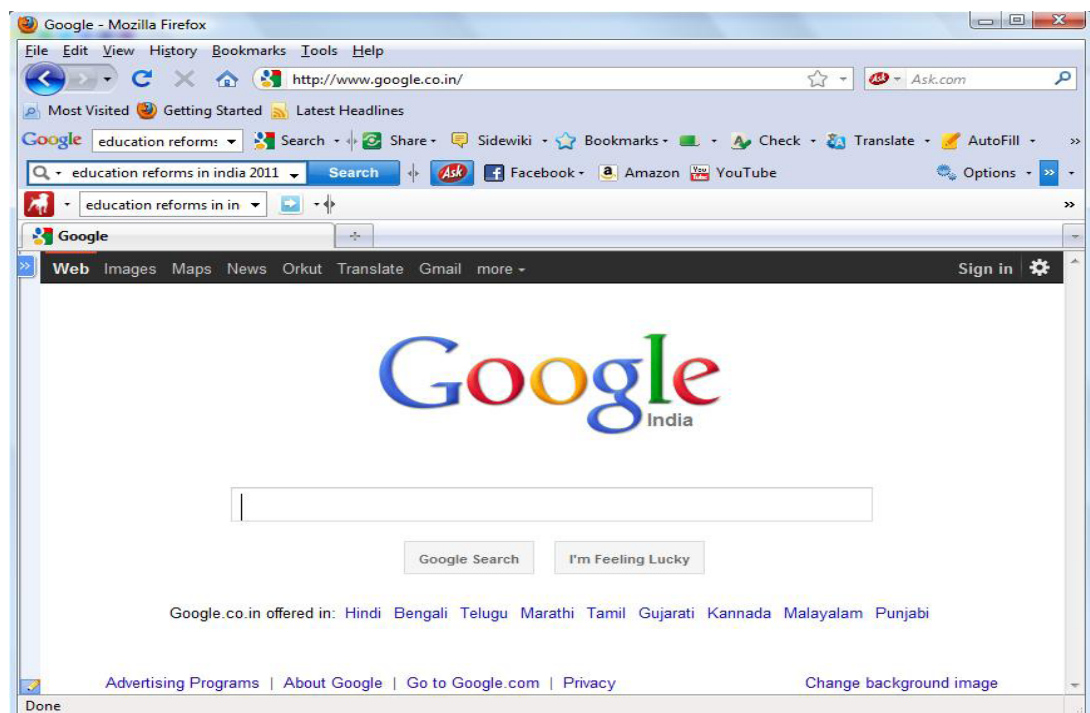 Google - Mozilla Firefox
File Edit View History Bookmarks Tools Help
http://www.google.co.in/ Ask.com
Most Visited Getting Started Latest Headlines
Google education reforms Search Share Sidewiki Bookmarks Check Translate AutoFill »
education reforms in india 2011 Search Ask Facebook a Amazon You Tube YouTube Options »
education reforms in in »
Google
» Web Images Maps News Orkut Translate Gmail more Sign in
Google
India
Google Search I'm Feeling Lucky
Google.co.in offered in: Hindi Bengali Telugu Marathi Tamil Gujarati Kannada Malayalam Punjabi
Advertising Programs | About Google | Go to Google.com | Privacy Change background image
Done